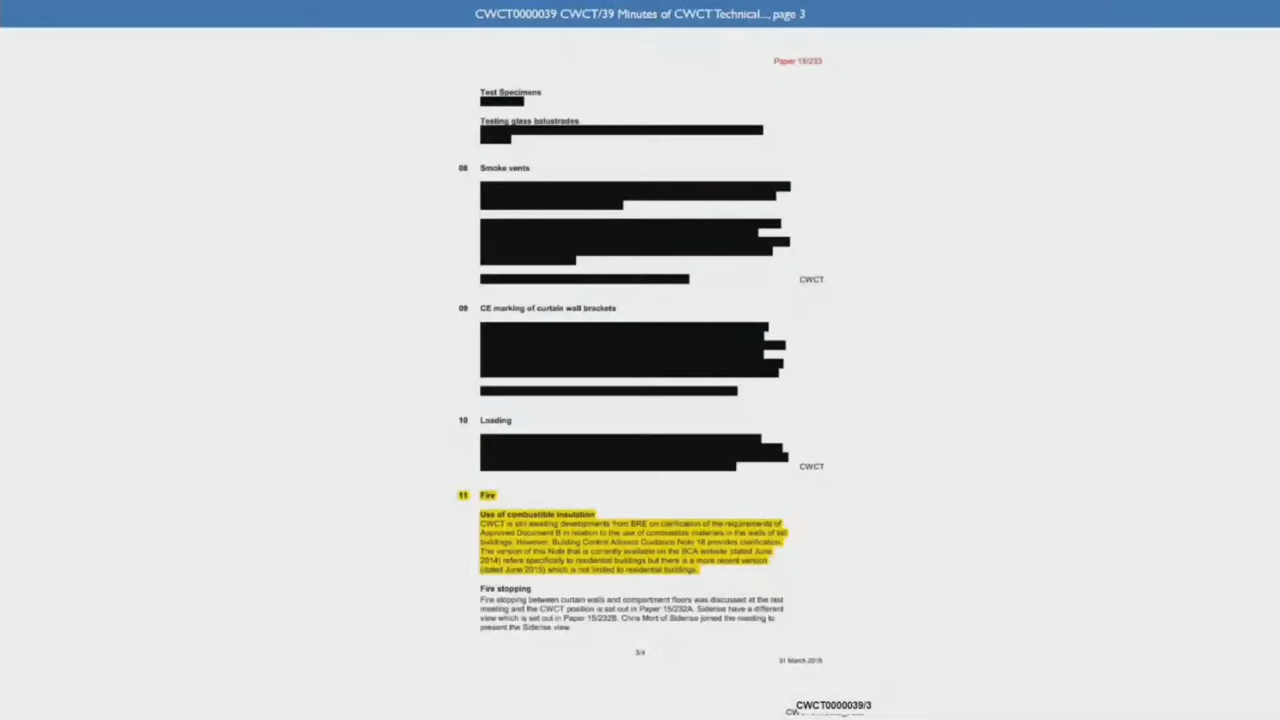 CWCT0000039 CWCT/39 Minutes of CWCT Technical..., page 3
Paper 15/233
Test Specimens
Testing glass balustrades
08 Smoke vents
CWCT
09 CE marking of curtain wall brackets
10 Loading
CWCT
11 Fire
Use of combustible insulation
CWCT is still awaiting developments from BRE on clarification of the requirements of
Approved Document B in relation to the use of combustible materials in the walls of tall
buildings. However, Building Control Alliance Guidance Note 18 provides clarification.
The version of this Note that is currently available on the BCA website (dated June
2014) refers specifically to residential buildings but there is a more recent version
(dated June 2015) which is not limited to residential buildings.
Fire stopping
Fire stopping between curtain walls and compartment floors was discussed at the last
meeting and the CWCT position is set out in Paper 15/232A. Siderise have a different
view which is set out in Paper 15/232B. Chris Mort of Siderise joined the meeting to
present the Siderise view.
3/4
31 March 2016
CWCT0000039/3